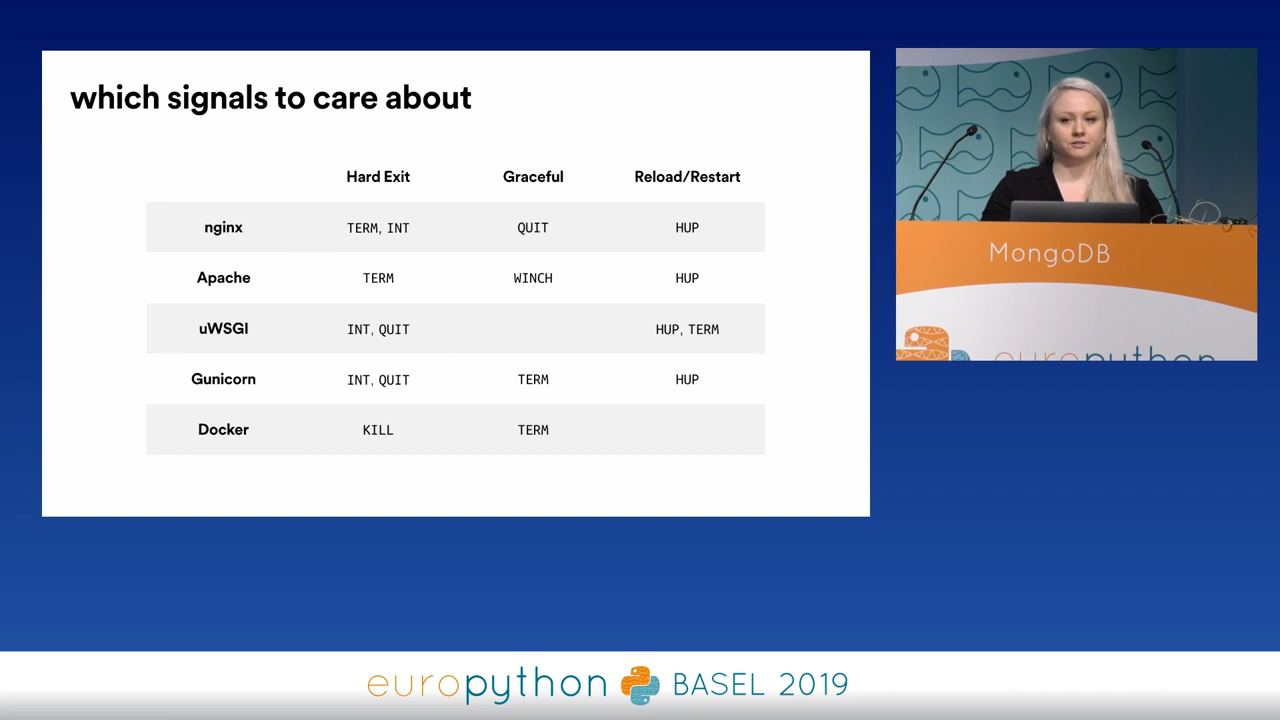 which signals to care about
Hard Exit Graceful Reload/Restart
nginx TERM, INT QUIT HUP
Apache TERM WINCH HUP
uWSGI INT, QUIT HUP, TERM
Gunicorn INT, QUIT TERM HUP
Docker KILL TERM
MongoDB
europython
europython BASEL 2019